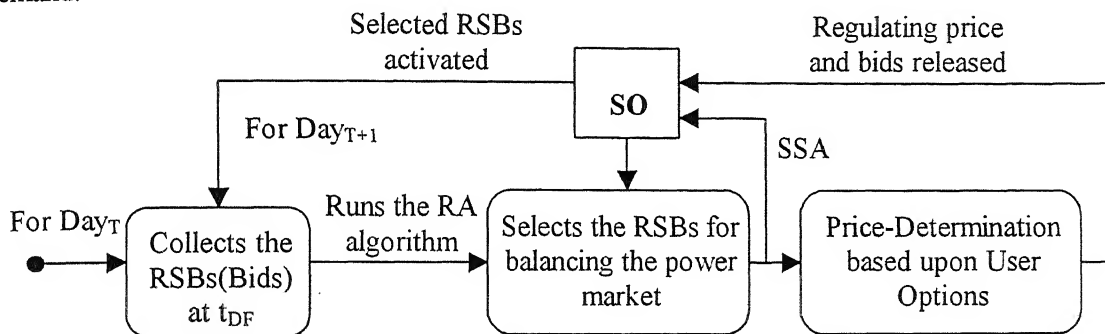 Selected RSBs
activated
Regulating price
and bids released
SO
For Day_{T+1}
SSA
For Day_T
Collects the
RSBs(Bids)
at t_{DF}
Runs the RA
algorithm
Selects the RSBs for
balancing the power
market
Price-Determination
based upon User
Options